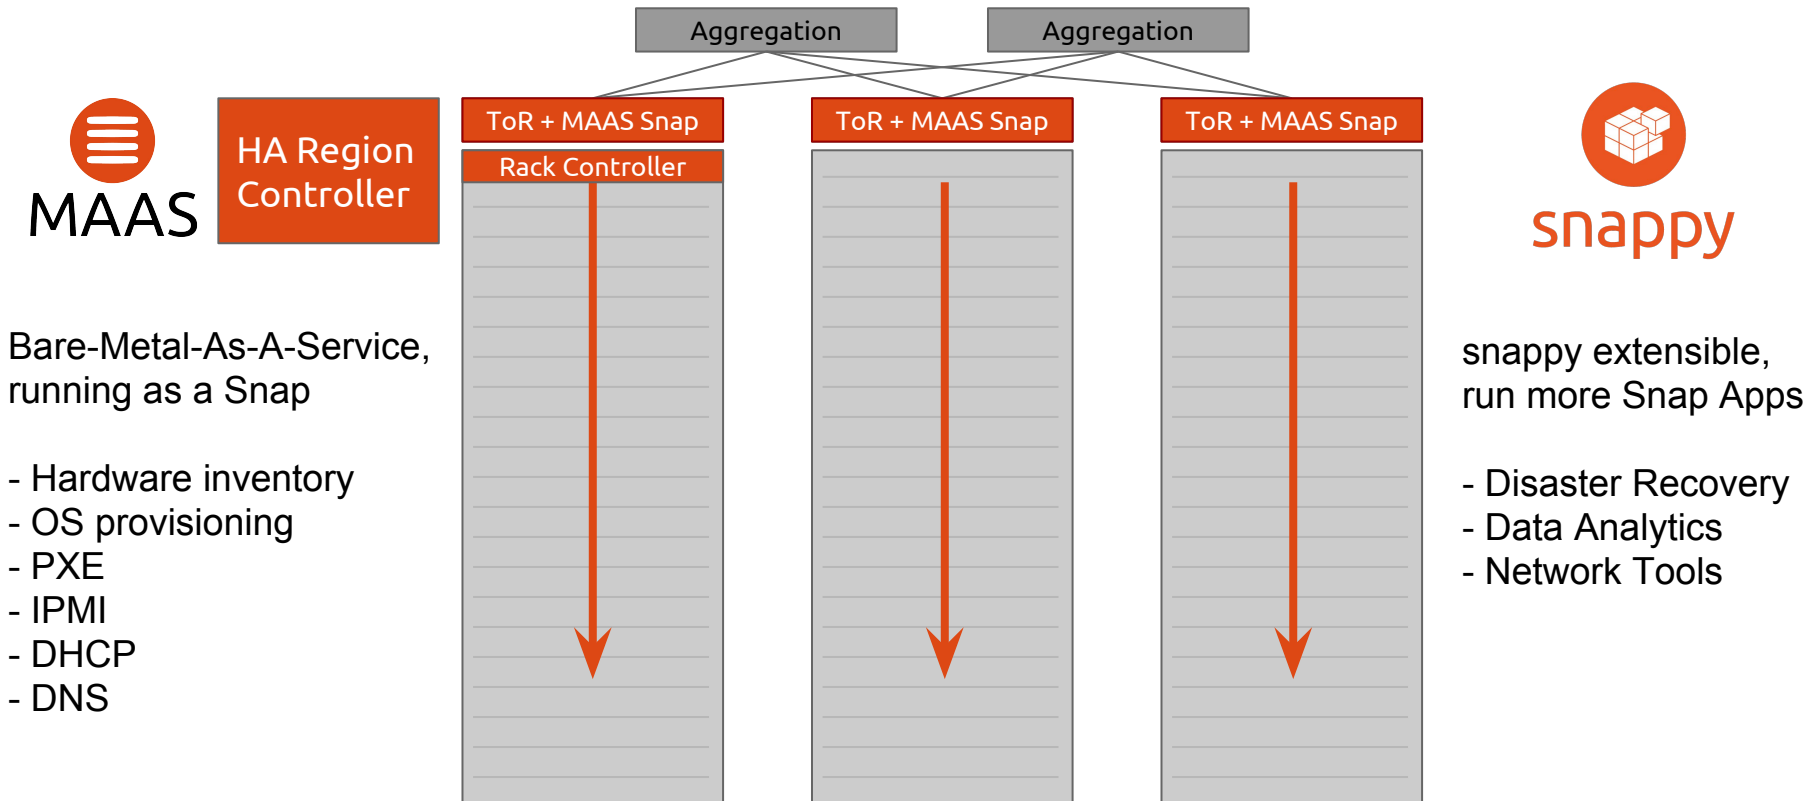 Aggregation
Aggregation
ToR + MAAS Snap
ToR + MAAS Snap
ToR + MAAS Snap
HA Region
Controller
Rack Controller
MAAS
snappy
Bare-Metal-As-A-Service,
running as a Snap
- Hardware inventory
- OS provisioning
- PXE
- IPMI
- DHCP
- DNS
snappy extensible,
run more Snap Apps
- Disaster Recovery
- Data Analytics
- Network Tools